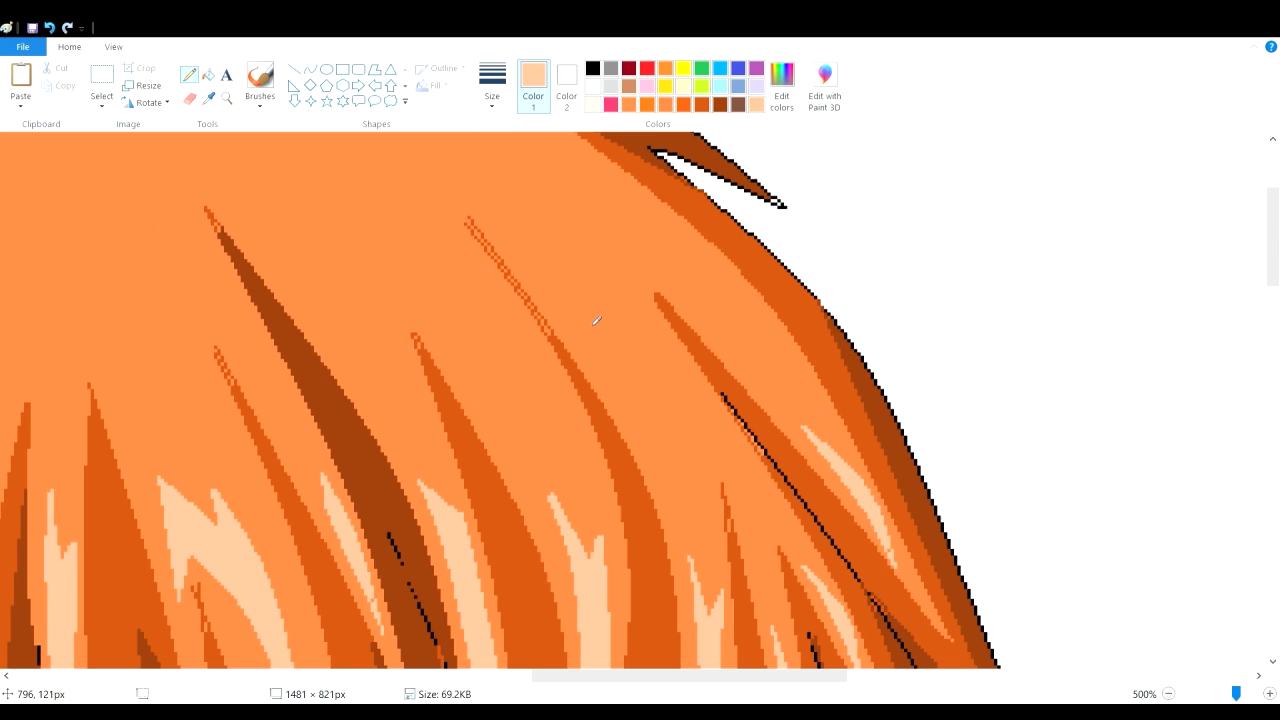 File Home View
Cut
Copy
Paste
Clipboard
Select
Crop
Resize
Rotate
Image
A
Tools
Brushes
Outline
Fill
Shapes
Size
Color 1
Color 2
Colors
Edit colors
Edit with Paint 3D
?
796, 121px
1481 × 821px
Size: 69.2KB
500%